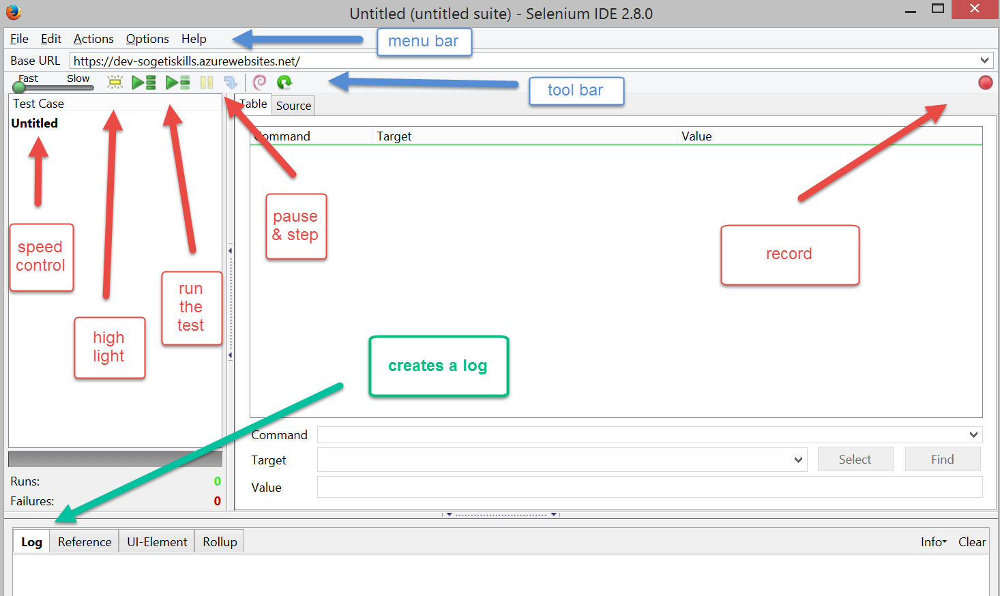 Untitled (untitled suite) - Selenium IDE 2.8.0
File Edit Actions Options Help
menu bar
Base URL https://dev-sogetiskills.azurewebsites.net/
Fast Slow
tool bar
Test Case
Untitled
Table Source
Command Target Value
speed
control
high
light
run
the
test
pause
& step
record
creates a log
Command
Target Select Find
Value
Runs: 0
Failures: 0
Log Reference UI-Element Rollup Info Clear